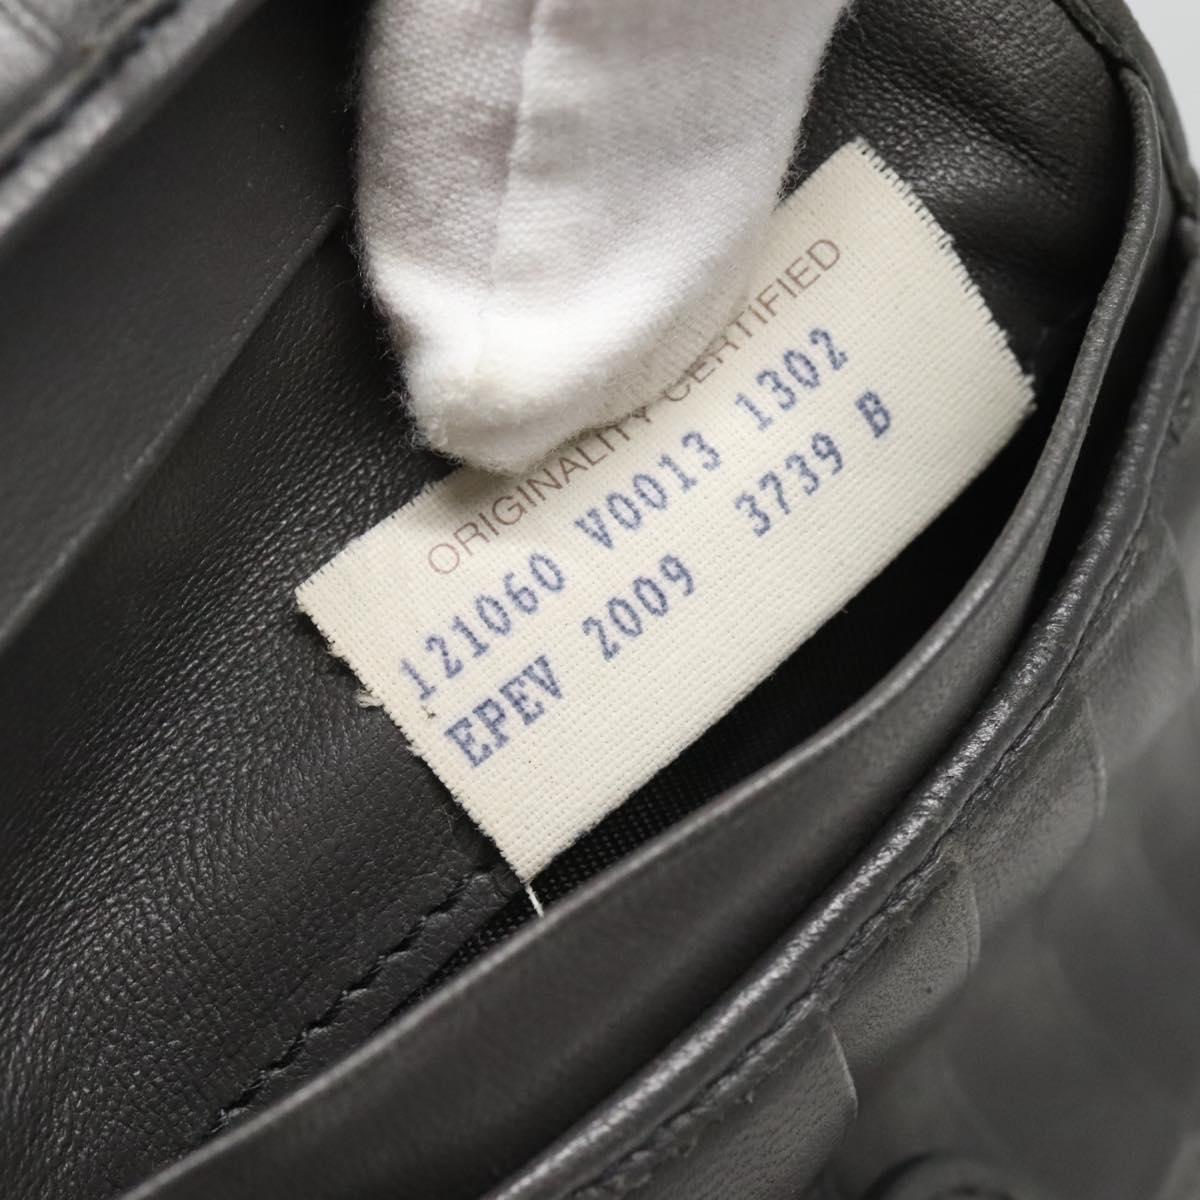 ORIGINALITY CERTIFIED
121060 V0013 1302
EPEV 2009 3739 B